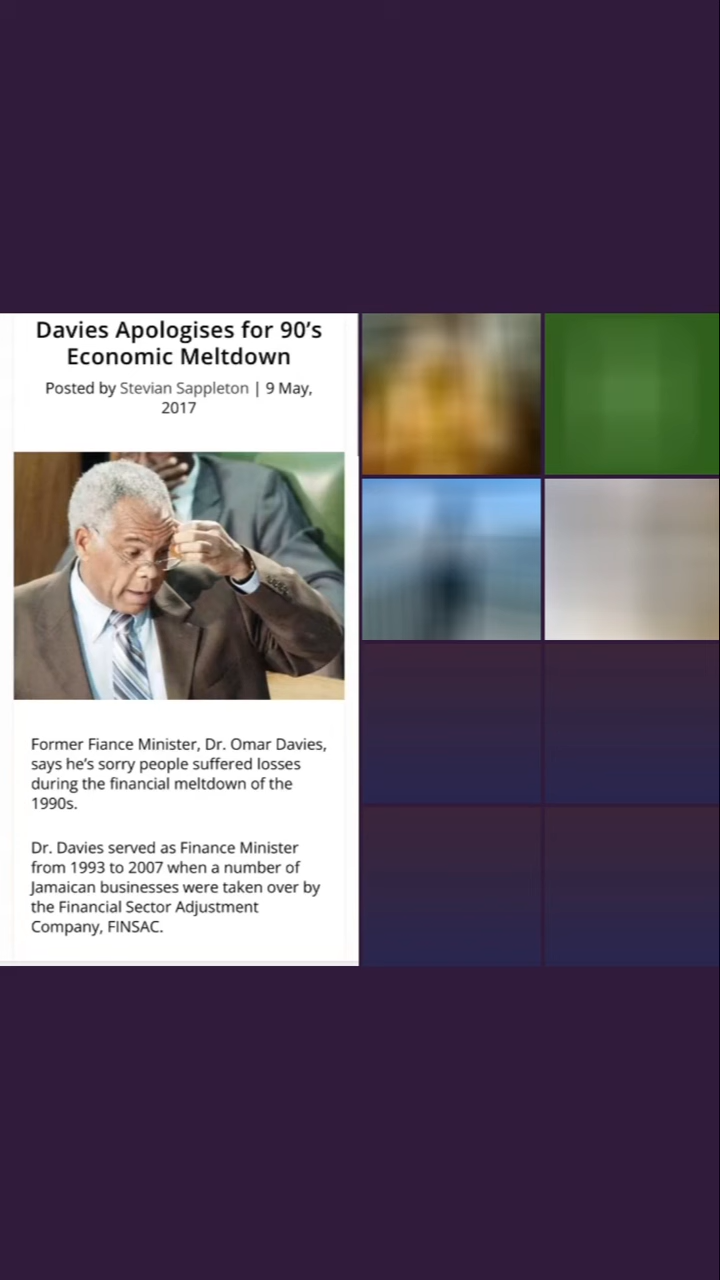 Davies Apologises for 90's
Economic Meltdown
Posted by Stevian Sappleton | 9 May,
2017
Former Fiance Minister, Dr. Omar Davies,
says he's sorry people suffered losses
during the financial meltdown of the
1990s.
Dr. Davies served as Finance Minister
from 1993 to 2007 when a number of
Jamaican businesses were taken over by
the Financial Sector Adjustment
Company, FINSAC.